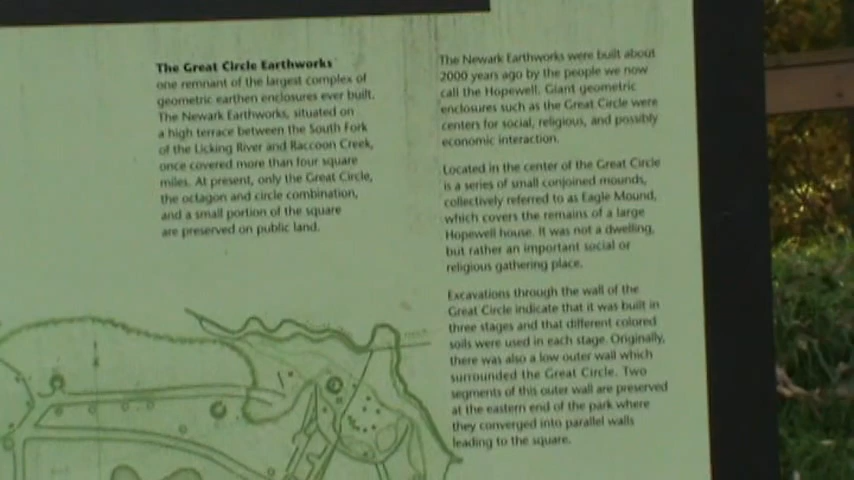 The Great Circle Earthworks
one remnant of the largest complex of
geometric earthen enclosures ever built.
The Newark Earthworks, situated on
a high terrace between the South Fork
of the Licking River and Raccoon Creek,
once covered more than four square
miles. At present, only the Great Circle,
the octagon and circle combination,
and a small portion of the square
are preserved on public land.
The Newark Earthworks were built about
2000 years ago by the people we now
call the Hopewell. Giant geometric
enclosures such as the Great Circle were
centers for social, religious, and possibly
economic interaction.
Located in the center of the Great Circle
is a series of small conjoined mounds,
collectively referred to as Eagle Mound,
which covers the remains of a large
Hopewell house. It was not a dwelling,
but rather an important social or
religious gathering place.
Excavations through the wall of the
Great Circle indicate that it was built in
three stages and that different colored
soils were used in each stage. Originally,
there was also a low outer wall which
surrounded the Great Circle. Two
segments of this outer wall are preserved
at the eastern end of the park where
they converged into parallel walls
leading to the square.